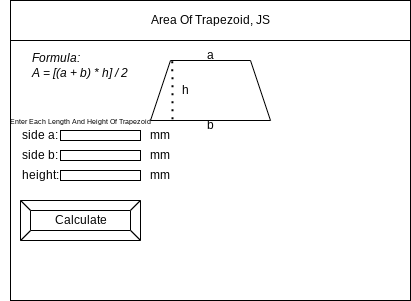 Area Of Trapezoid, JS
Formula:
A = [(a + b) * h] / 2
a
h
b
Enter Each Length And Height Of Trapezoid
side a: mm
side b: mm
height: mm
Calculate